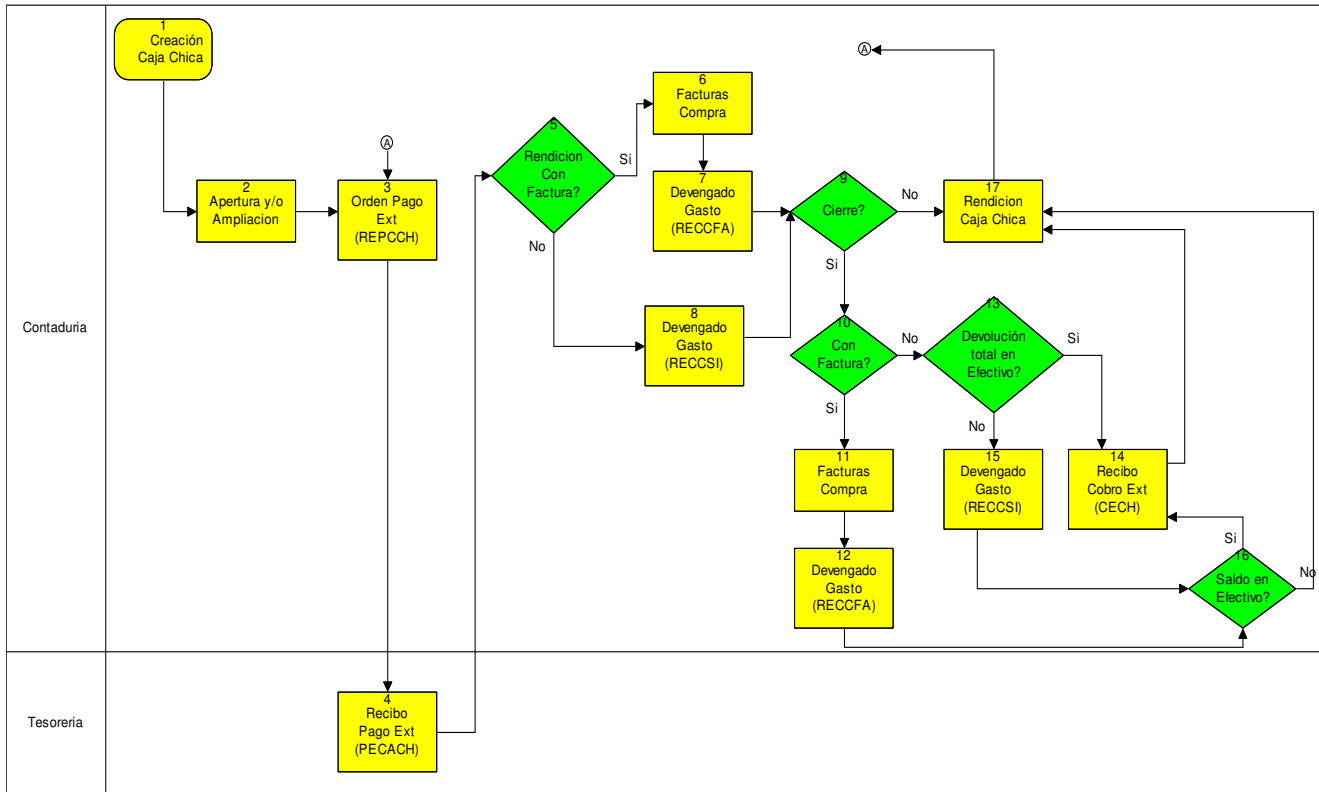 1
Creación
Caja Chica
2
Apertura y/o
Ampliacion
A
3
Orden Pago
Ext
(REPCCH)
4
Recibo
Pago Ext
(PECACH)
5
Rendicion
Con
Factura?
Si
No
6
Facturas
Compra
7
Devengado
Gasto
(RECCFA)
8
Devengado
Gasto
(RECCSI)
9
Cierre?
No
Si
10
Con
Factura?
No
Si
11
Facturas
Compra
12
Devengado
Gasto
(RECCFA)
13
Devolución
total en
Efectivo?
Si
No
14
Recibo
Cobro Ext
(CECH)
15
Devengado
Gasto
(RECCSI)
16
Saldo en
Efectivo?
Si
No
17
Rendicion
Caja Chica
A
Contaduria
Tesoreria